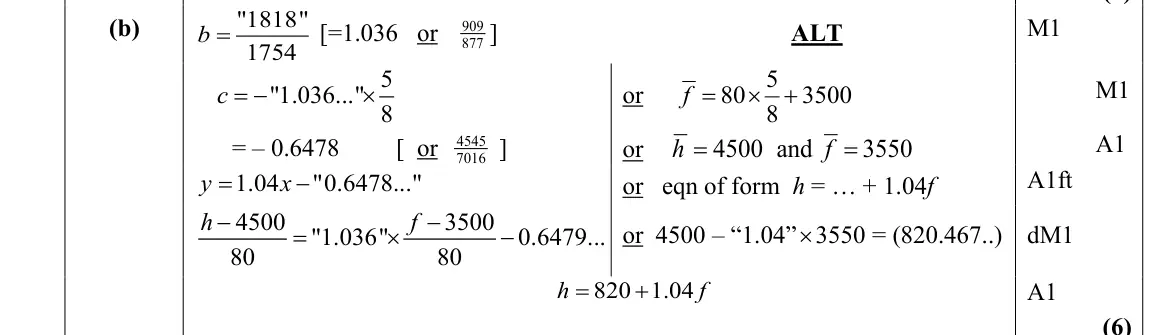 (b) b = "1818"/1754 [=1.036 or 909/877] ALT M1
c = −"1.036..."× 5/8 or f̅ = 80× 5/8 + 3500 M1
= – 0.6478 [ or 4545/7016 ] or h̅ = 4500 and f̅ = 3550 A1
y = 1.04x − "0.6478..." or eqn of form h = … + 1.04f A1ft
h − 4500/80 = "1.036"× f − 3500/80 − 0.6479... or 4500 – “1.04” × 3550 = (820.467..) dM1
h = 820 + 1.04 f A1
(6)